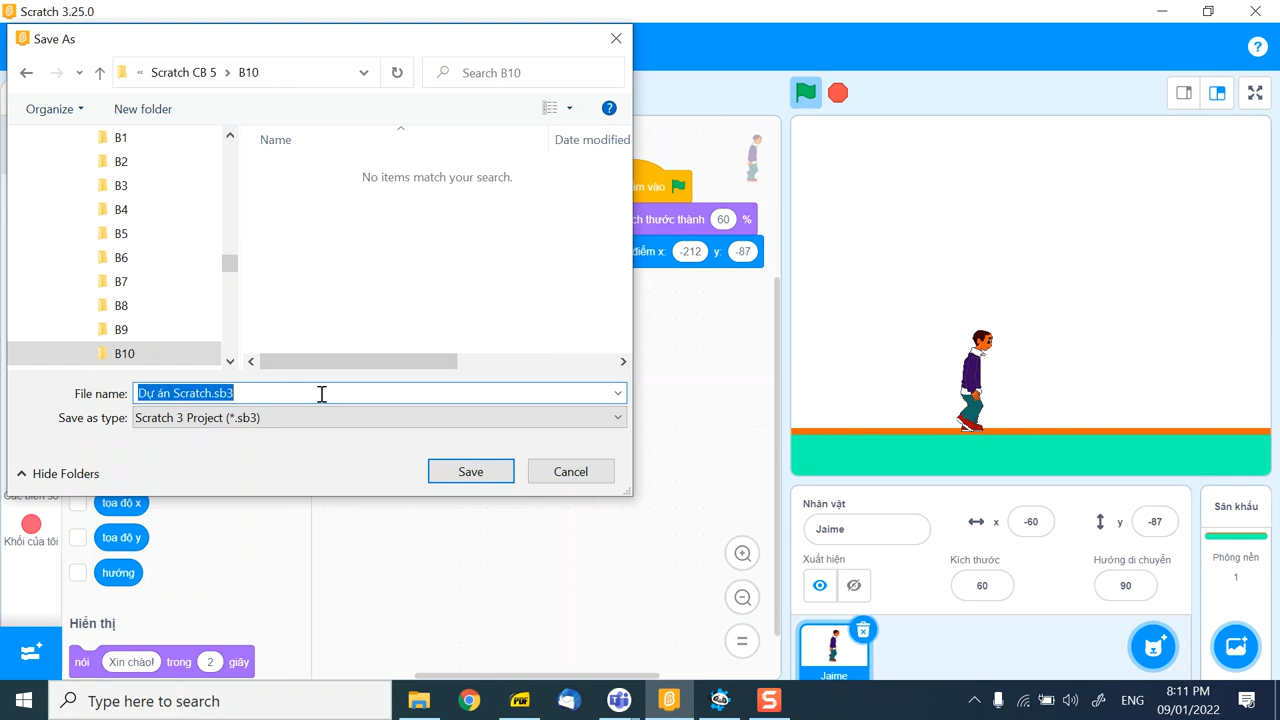 Scratch 3.25.0
Save As
« Scratch CB 5 › B10
Search B10
Organize
New folder
B1
B2
B3
B4
B5
B6
B7
B8
B9
B10
Name
Date modified
No items match your search.
File name: Dự án Scratch.sb3
Save as type: Scratch 3 Project (*.sb3)
Hide Folders
Save
Cancel
vào
thước thành 60 %
điểm x: -212 y: -87
Khối của tôi
tọa độ x
tọa độ y
hướng
Hiển thị
nói Xin chào! trong 2 giây
Nhân vật
Jaime
x -60
y -87
Xuất hiện
Kích thước
60
Hướng di chuyển
90
Jaime
Sân khấu
Phông nền
1
Type here to search
PDF
ENG
8:11 PM
09/01/2022